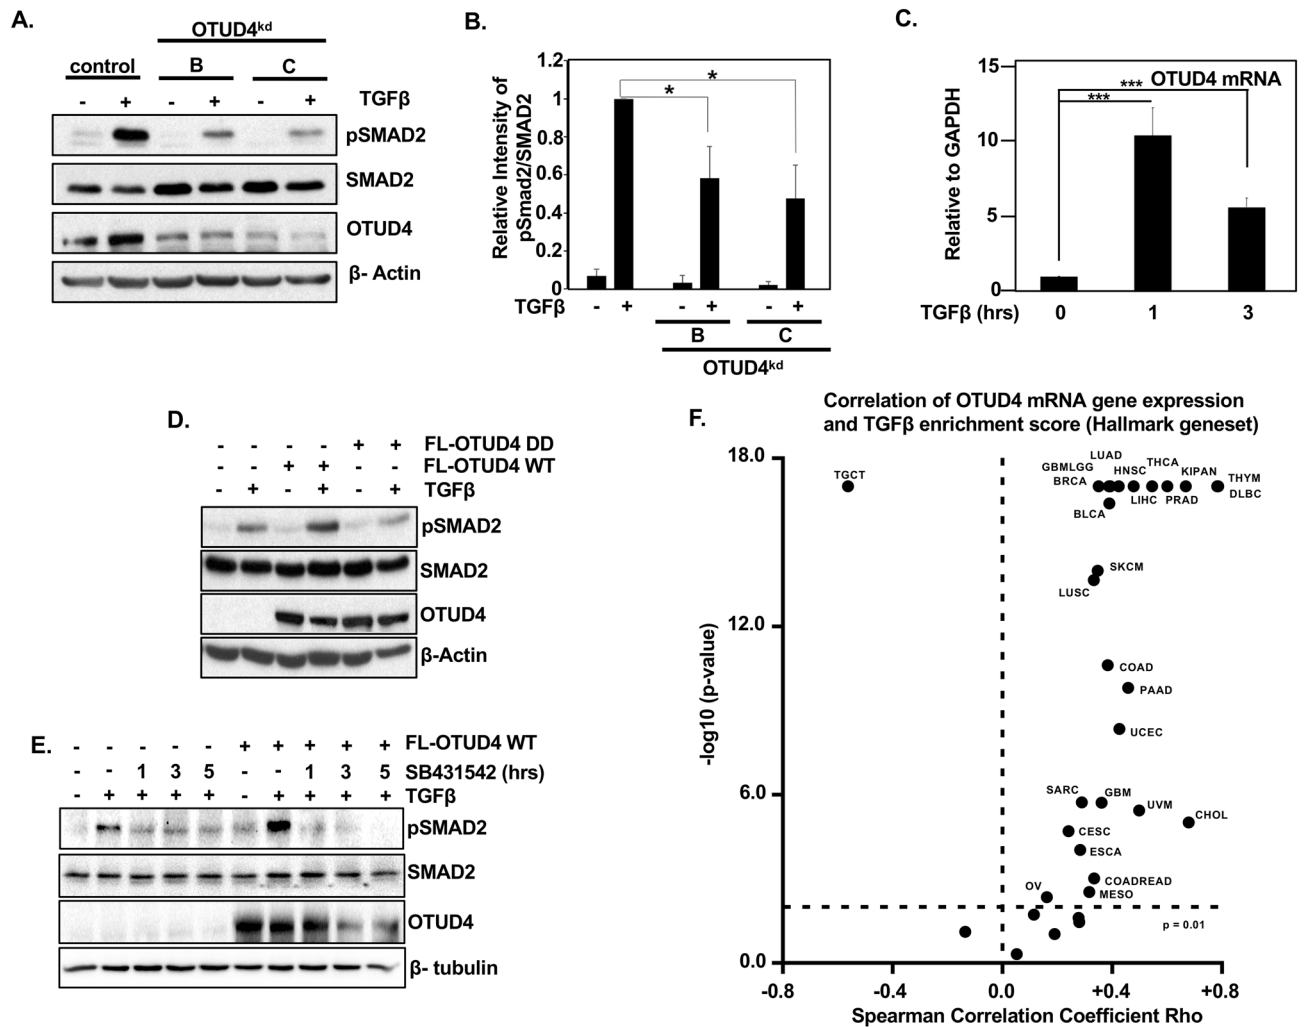 A.
OTUD4kd
control B C
- + - + - + TGFβ
pSMAD2
SMAD2
OTUD4
β- Actin
B.
Relative Intensity of
pSmad2/SMAD2
1.2
1
0.8
0.6
0.4
0.2
0
* *
TGFβ - + - + - +
B C
OTUD4kd
C.
OTUD4 mRNA
***
***
Relative to GAPDH
15
10
5
0
TGFβ (hrs) 0 1 3
D.
- - - - + + FL-OTUD4 DD
- - + + - - FL-OTUD4 WT
- + - + - + TGFβ
pSMAD2
SMAD2
OTUD4
β-Actin
E.
- - - - - + + + + + FL-OTUD4 WT
- - 1 3 5 - - 1 3 5 SB431542 (hrs)
- + + + + - + + + + TGFβ
pSMAD2
SMAD2
OTUD4
β- tubulin
F.
Correlation of OTUD4 mRNA gene expression
and TGFβ enrichment score (Hallmark geneset)
-log10 (p-value)
18.0
12.0
6.0
0.0
TGCT
LUAD
GBMLGG HNSC THCA KIPAN THYM
BRCA LIHC PRAD DLBC
BLCA
SKCM
LUSC
COAD
PAAD
UCEC
SARC GBM UVM CHOL
CESC
ESCA
COADREAD
OV MESO
p = 0.01
-0.8 -0.4 0.0 +0.4 +0.8
Spearman Correlation Coefficient Rho